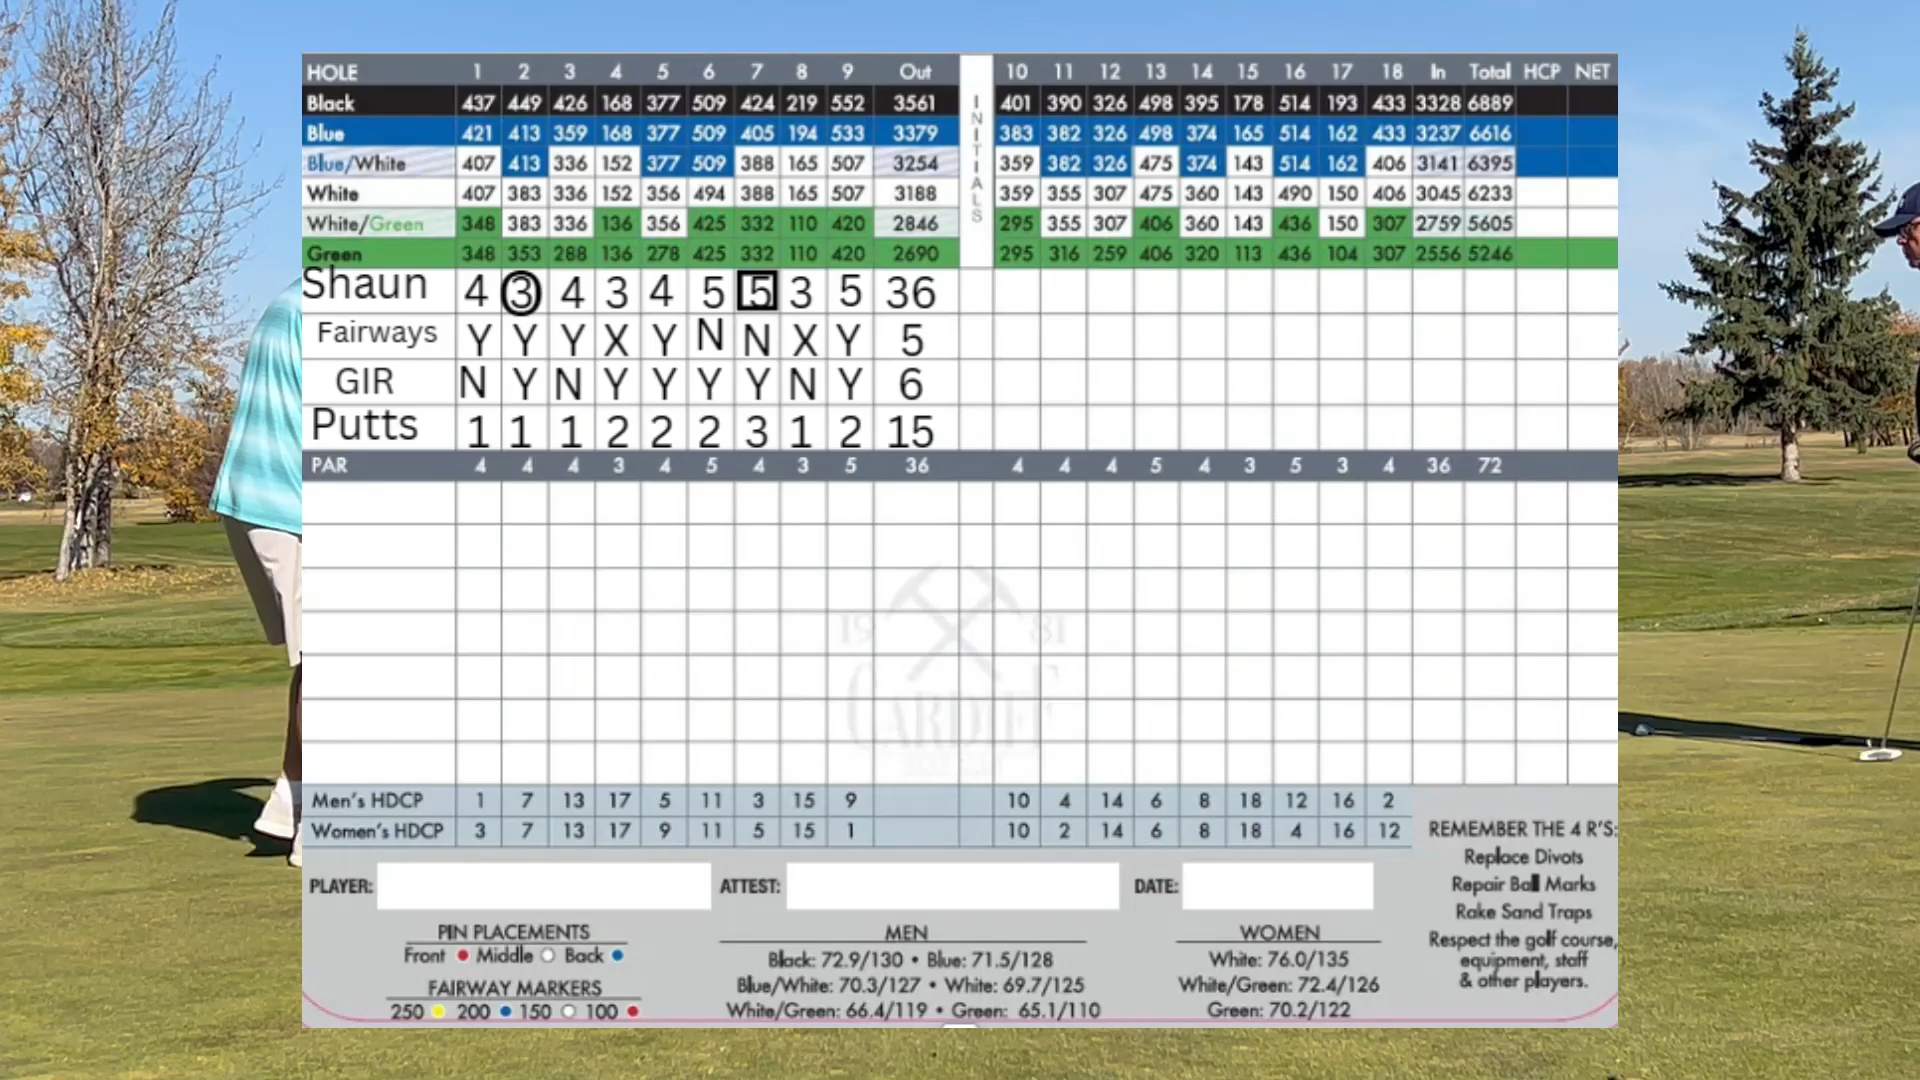 HOLE 1 2 3 4 5 6 7 8 9 Out INITIALS 10 11 12 13 14 15 16 17 18 In Total HCP NET
Black 437 449 426 168 377 509 424 219 552 3561 401 390 326 498 395 178 514 193 433 3328 6889
Blue 421 413 359 168 377 509 405 194 533 3379 383 382 326 498 374 165 514 162 433 3237 6616
Blue/White 407 413 336 152 377 509 388 165 507 3254 359 382 326 475 374 143 514 162 406 3141 6395
White 407 383 336 152 356 494 388 165 507 3188 359 355 307 475 360 143 490 150 406 3045 6233
White/Green 348 383 336 136 356 425 332 110 420 2846 295 355 307 406 360 143 436 150 307 2759 5605
Green 348 353 288 136 278 425 332 110 420 2690 295 316 259 406 320 113 436 104 307 2556 5246
Shaun 4 3 4 3 4 5 5 3 5 36
Fairways Y Y Y X Y N N X Y 5
GIR N Y N Y Y Y Y N Y 6
Putts 1 1 1 2 2 2 3 1 2 15
PAR 4 4 4 3 4 5 4 3 5 36 4 4 4 5 4 3 5 3 4 36 72
1981
CARDIFF
Men's HDCP 1 7 13 17 5 11 3 15 9 10 4 14 6 8 18 12 16 2
Women's HDCP 3 7 13 17 9 11 5 15 1 10 2 14 6 8 18 4 16 12
REMEMBER THE 4 R'S:
Replace Divots
Repair Ball Marks
Rake Sand Traps
Respect the golf course,
equipment, staff
& other players.
PLAYER: ATTEST: DATE:
PIN PLACEMENTS
Front Middle Back
FAIRWAY MARKERS
250 200 150 100
MEN
Black: 72.9/130 • Blue: 71.5/128
Blue/White: 70.3/127 • White: 69.7/125
White/Green: 66.4/119 • Green: 65.1/110
WOMEN
White: 76.0/135
White/Green: 72.4/126
Green: 70.2/122